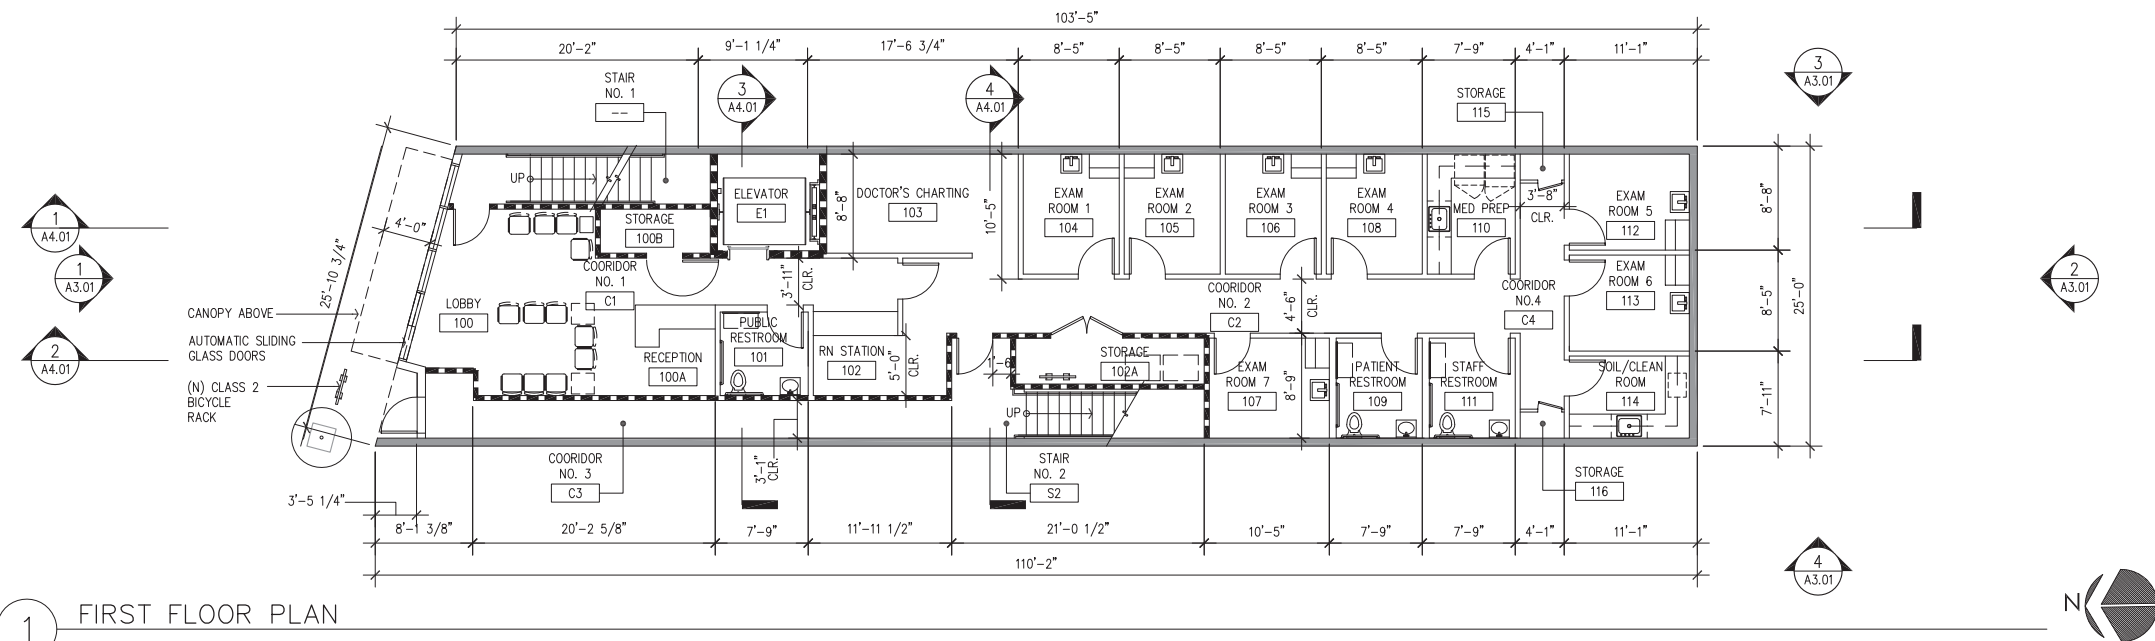 103'-5"
20'-2"
9'-1 1/4"
17'-6 3/4"
8'-5"
8'-5"
8'-5"
8'-5"
7'-9"
4'-1"
11'-1"
STAIR
NO. 1
--
3
A4.01
4
A4.01
STORAGE
115
3
A3.01
UP
ELEVATOR
E1
8'-8"
DOCTOR'S CHARTING
103
10'-5"
EXAM
ROOM 1
104
EXAM
ROOM 2
105
EXAM
ROOM 3
106
EXAM
ROOM 4
108
MED PREP
110
3'-8"
CLR.
EXAM
ROOM 5
112
8'-8"
1
A4.01
4'-0"
STORAGE
100B
1
A3.01
25'-10 3/4"
COORIDOR
NO. 1
C1
3'-11"
CLR.
COORIDOR
NO. 2
C2
4'-6"
CLR.
COORIDOR
NO.4
C4
EXAM
ROOM 6
113
8'-5"
25'-0"
2
A3.01
CANOPY ABOVE
LOBBY
100
AUTOMATIC SLIDING
GLASS DOORS
2
A4.01
PUBLIC
RESTROOM
101
RECEPTION
100A
RN STATION
102
5'-0"
CLR.
1'-6"
STORAGE
102A
EXAM
ROOM 7
107
8'-9"
PATIENT
RESTROOM
109
STAFF
RESTROOM
111
SOIL/CLEAN
ROOM
114
7'-11"
(N) CLASS 2
BICYCLE
RACK
UP
COORIDOR
NO. 3
C3
3'-1"
CLR.
STAIR
NO. 2
S2
STORAGE
116
3'-5 1/4"
8'-1 3/8"
20'-2 5/8"
7'-9"
11'-11 1/2"
21'-0 1/2"
10'-5"
7'-9"
7'-9"
4'-1"
11'-1"
110'-2"
4
A3.01
1
FIRST FLOOR PLAN
N